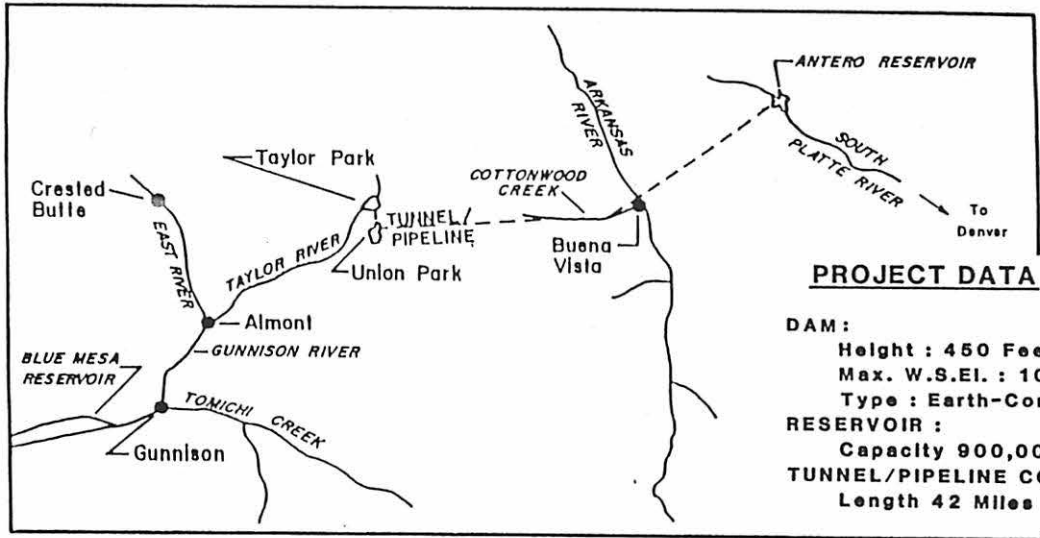 ANTERO RESERVOIR
ARKANSAS
RIVER
SOUTH
PLATTE RIVER
To
Denver
Taylor Park
COTTONWOOD
CREEK
Crested
Butte
TUNNEL/
PIPELINE
EAST RIVER
TAYLOR RIVER
Union Park
Buena
Vista
Almont
GUNNISON RIVER
BLUE MESA
RESERVOIR
TOMICHI
CREEK
Gunnison
PROJECT DATA
DAM:
Height : 450 Fee
Max. W.S.El. : 10
Type : Earth-Cor
RESERVOIR :
Capacity 900,00
TUNNEL/PIPELINE CO
Length 42 Miles